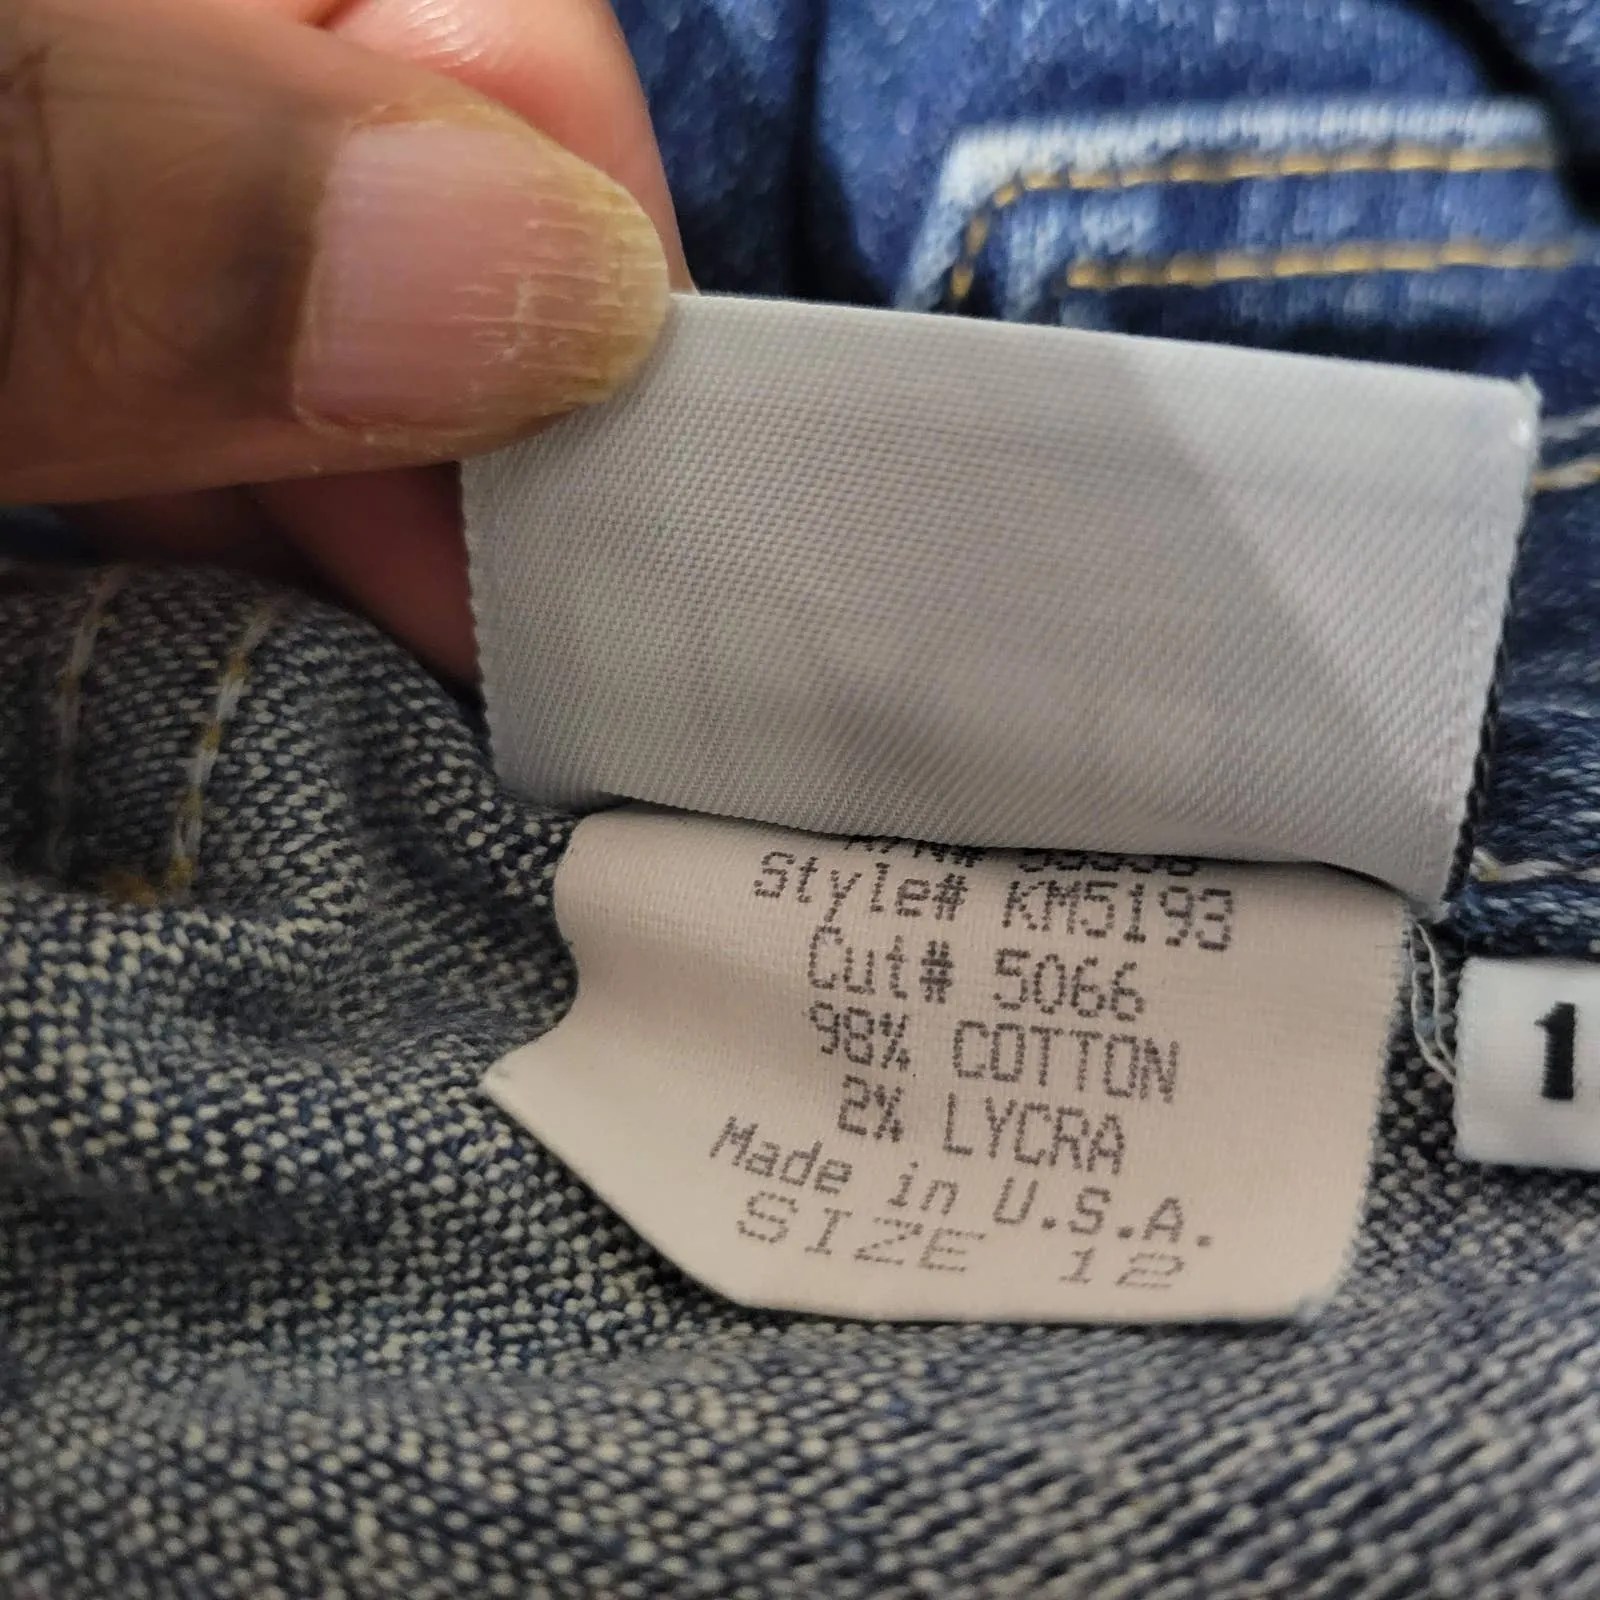 Style# KM5193
Cut# 5066
98% COTTON
2% LYCRA
Made in U.S.A.
SIZE 12
1